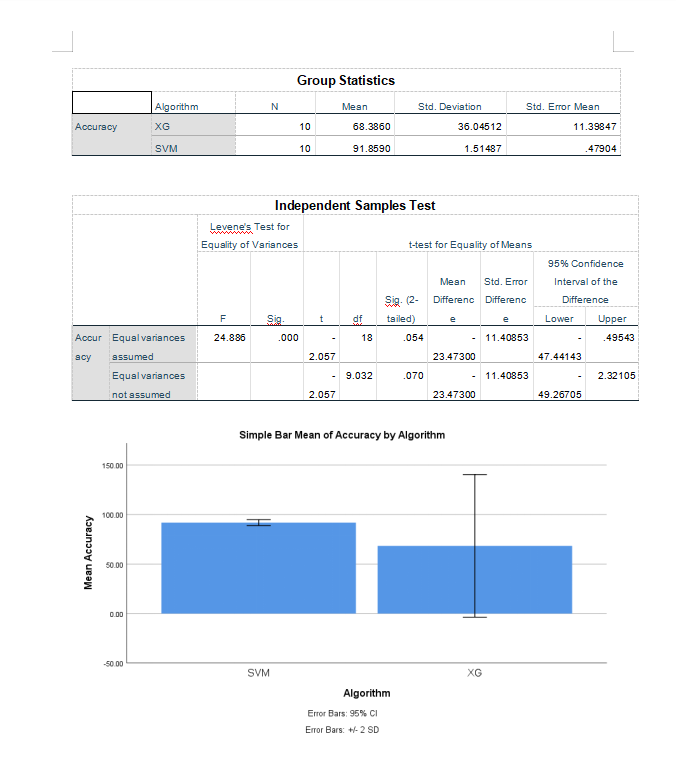 Group Statistics
Algorithm N Mean Std. Deviation Std. Error Mean
Accuracy XG 10 68.3860 36.04512 11.39847
SVM 10 91.8590 1.51487 .47904
Independent Samples Test
Levene's Test for
Equality of Variances t-test for Equality of Means
95% Confidence
Mean Std. Error Interval of the
Sig. (2- Differenc Differenc Difference
F Sig. t df tailed) e e Lower Upper
Accur Equal variances 24.886 .000 - 18 .054 - 11.40853 - .49543
acy assumed 2.057 23.47300 47.44143
Equal variances - 9.032 .070 - 11.40853 - 2.32105
not assumed 2.057 23.47300 49.26705
Simple Bar Mean of Accuracy by Algorithm
150.00
100.00
50.00
0.00
-50.00
Mean Accuracy
SVM XG
Algorithm
Error Bars: 95% CI
Error Bars: +/- 2 SD